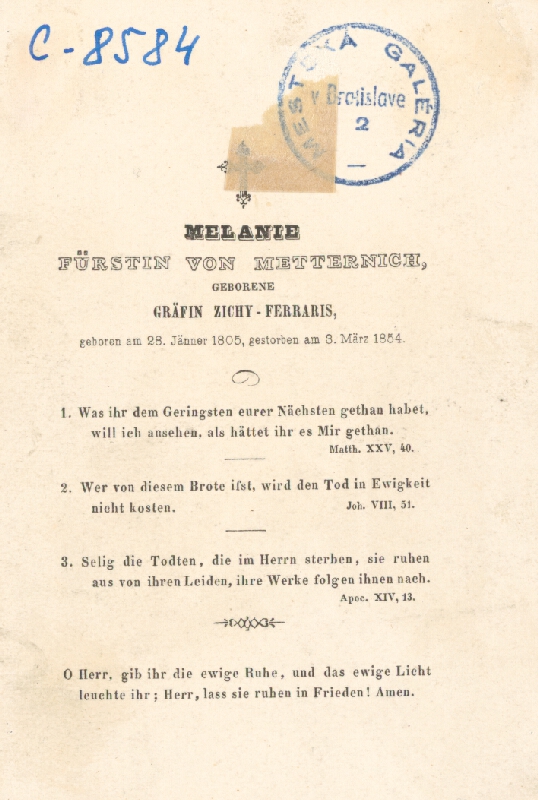 C-8584
MESTSKÁ GALÉRIA
v Bratislave
2
MELANIE
FÜRSTIN VON METTERNICH,
GEBORENE
GRÄFIN ZICHY-FERRARIS,
geboren am 28. Jänner 1805, gestorben am 3. März 1854.
1. Was ihr dem Geringsten eurer Nächsten gethan habet,
will ich ansehen, als hättet ihr es Mir gethan.
Matth. XXV, 40.
2. Wer von diesem Brote ifst, wird den Tod in Ewigkeit
nicht kosten.
Joh. VIII, 51.
3. Selig die Todten, die im Herrn sterben, sie ruhen
aus von ihren Leiden, ihre Werke folgen ihnen nach.
Apoc. XIV, 13.
O Herr, gib ihr die ewige Ruhe, und das ewige Licht
leuchte ihr; Herr, lass sie ruhen in Frieden! Amen.